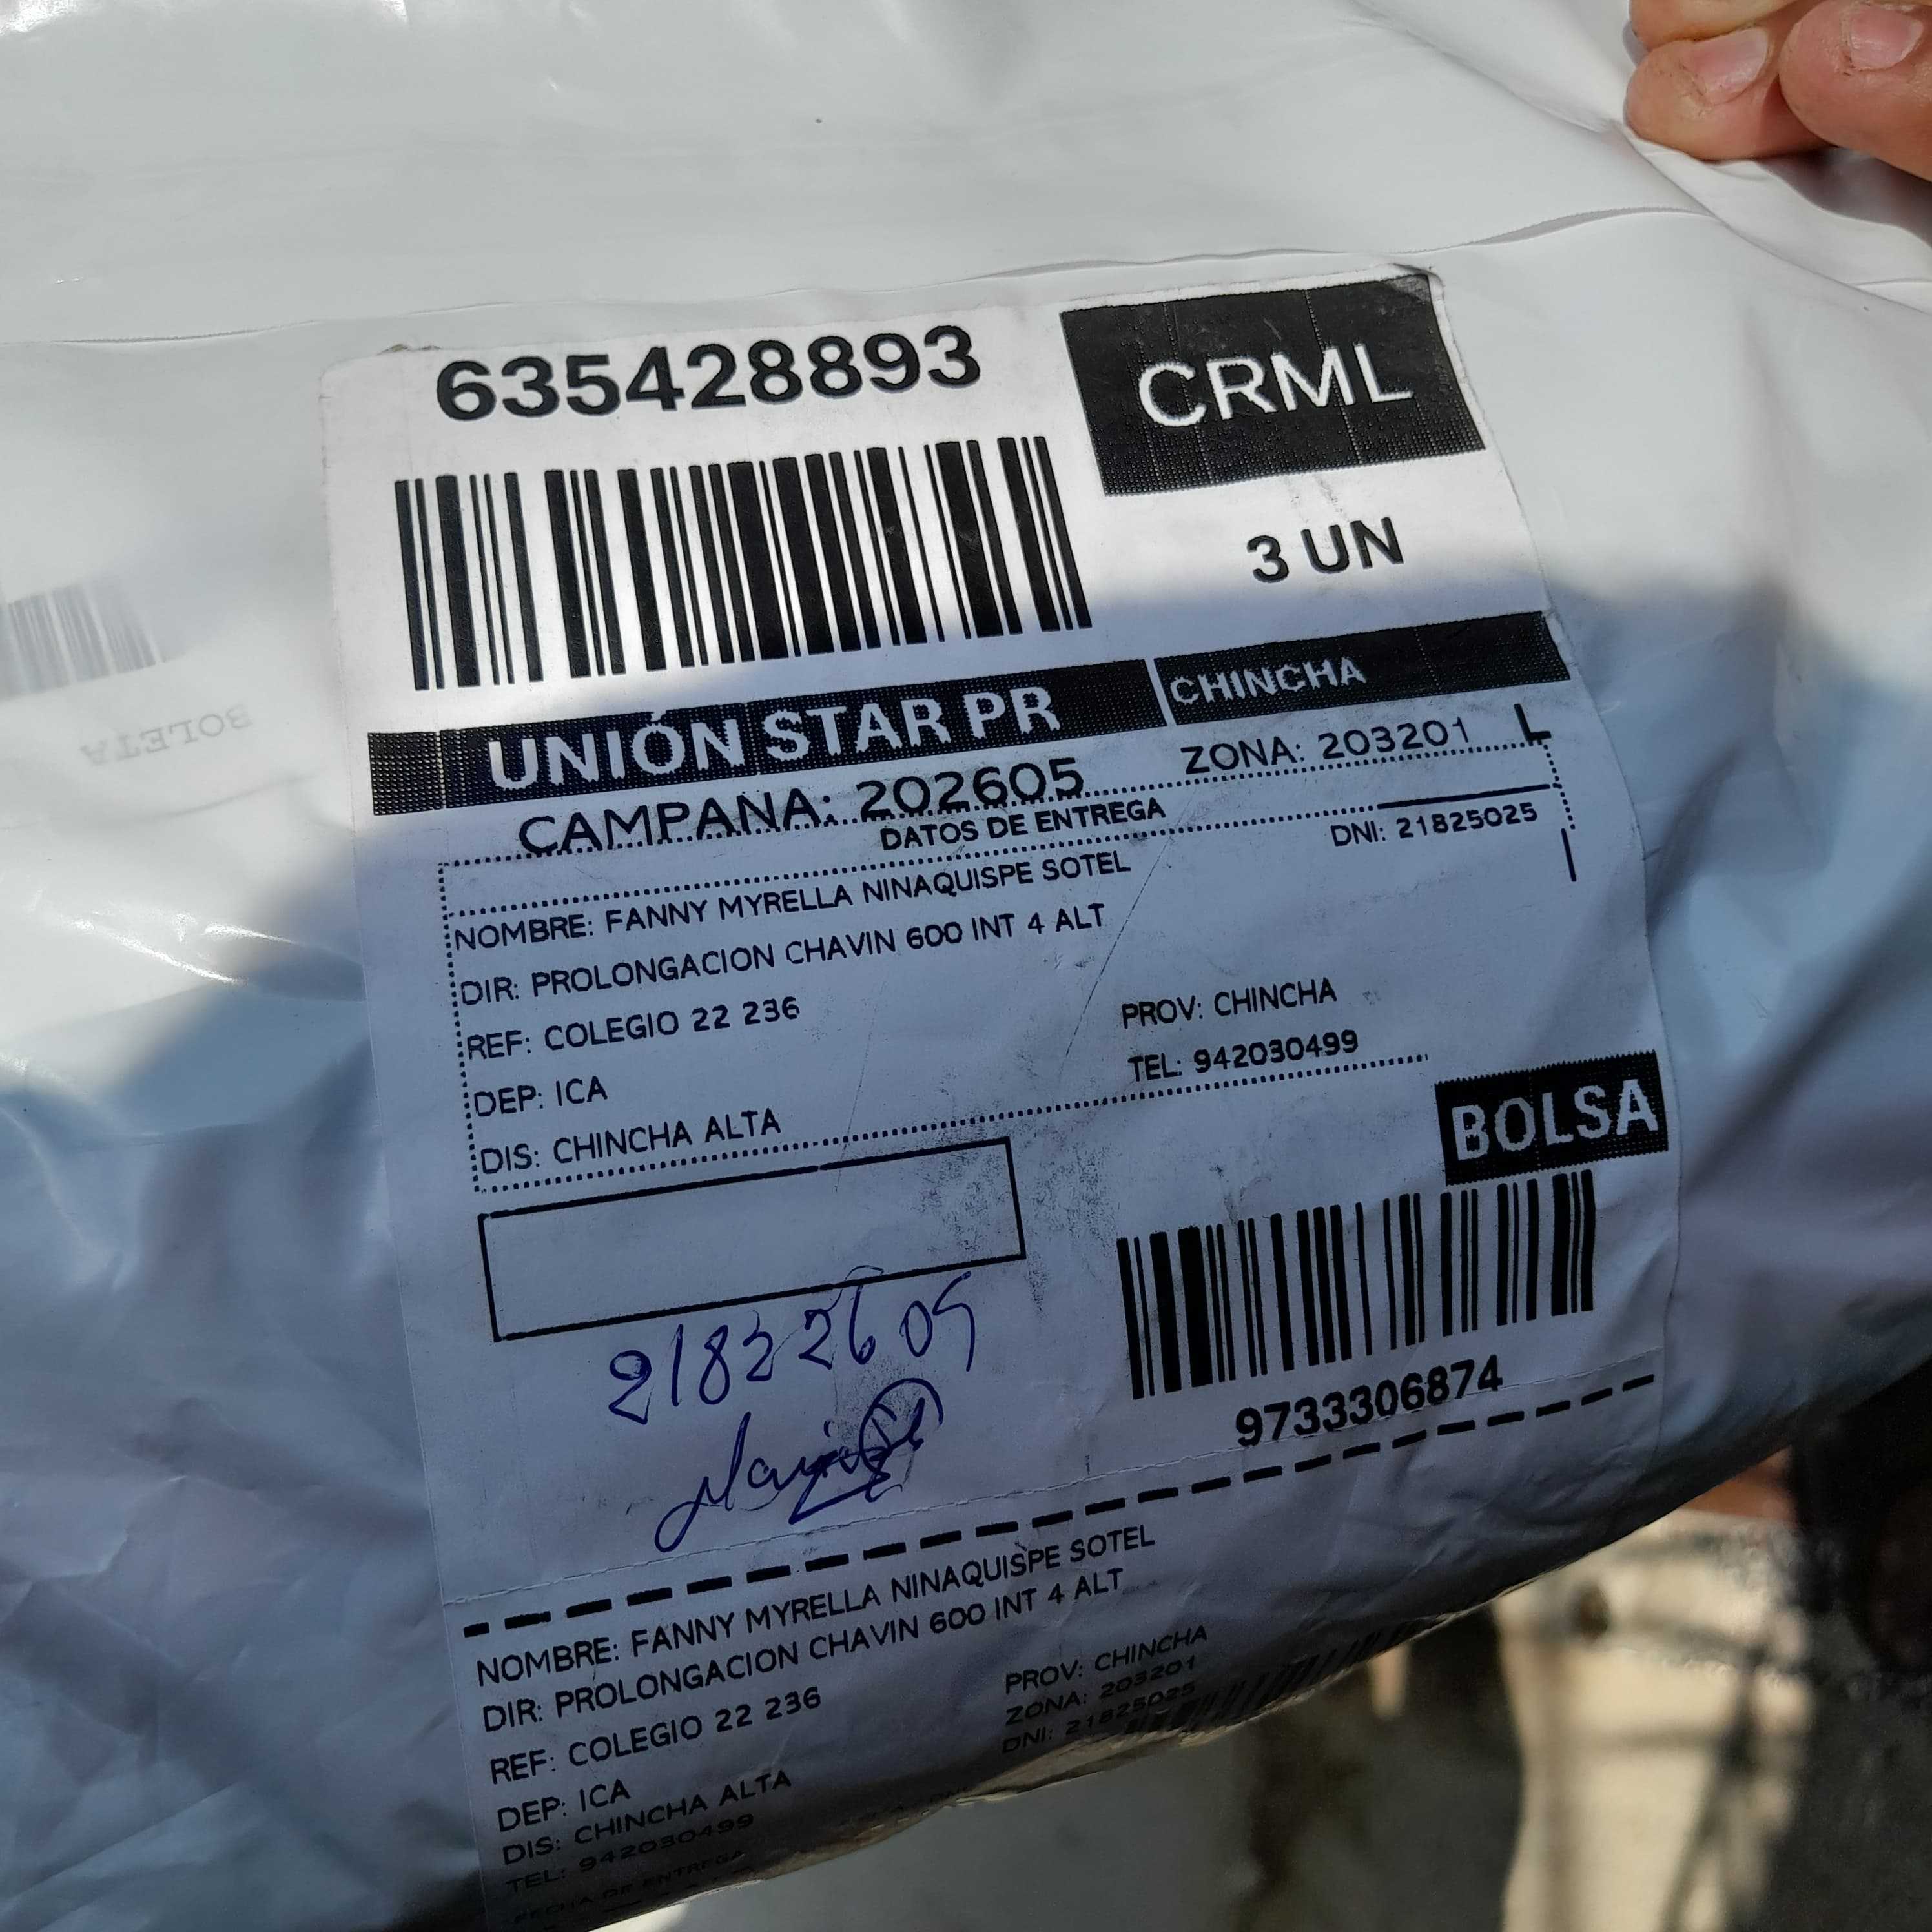 635428893
CRML
3 UN
UNIÓN STAR PR
CHINCHA
CAMPANA: 202605
ZONA: 203201 L
DATOS DE ENTREGA
DNI: 21825025
NOMBRE: FANNY MYRELLA NINAQUISPE SOTEL
DIR: PROLONGACION CHAVIN 600 INT 4 ALT
REF: COLEGIO 22 236
PROV: CHINCHA
DEP: ICA
TEL: 942030499
DIS: CHINCHA ALTA
BOLSA
9733306874
NOMBRE: FANNY MYRELLA NINAQUISPE SOTEL
DIR: PROLONGACION CHAVIN 600 INT 4 ALT
REF: COLEGIO 22 236
PROV: CHINCHA
ZONA: 203201
DEP: ICA
DNI: 21825025
DIS: CHINCHA ALTA
TEL: 942030499
FECHA DE ENTREGA
BOLETA